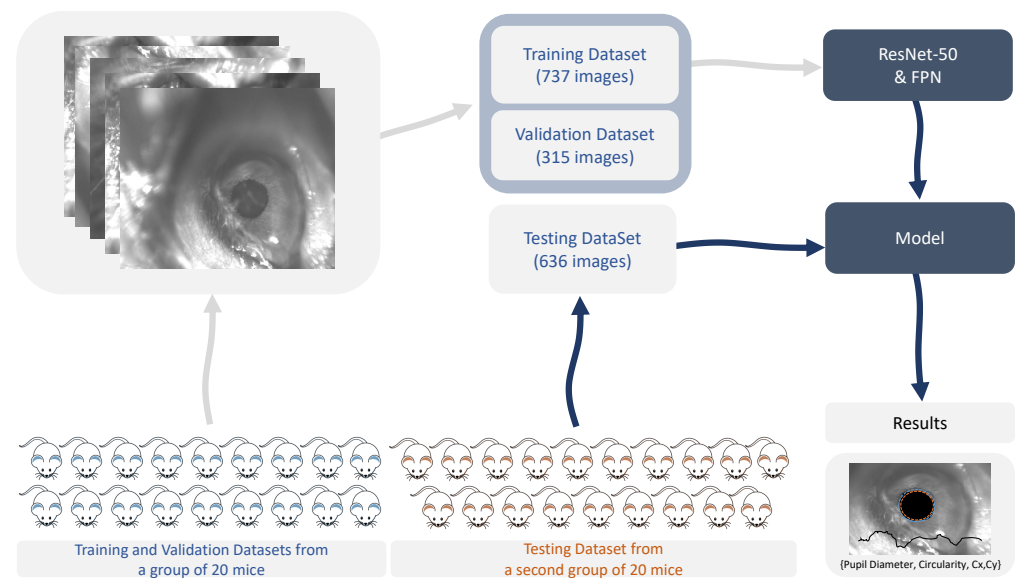 Training Dataset
(737 images)
Validation Dataset
(315 images)
ResNet-50
& FPN
Testing DataSet
(636 images)
Model
Results
{Pupil Diameter, Circularity, Cx,Cy}
Training and Validation Datasets from
a group of 20 mice
Testing Dataset from
a second group of 20 mice